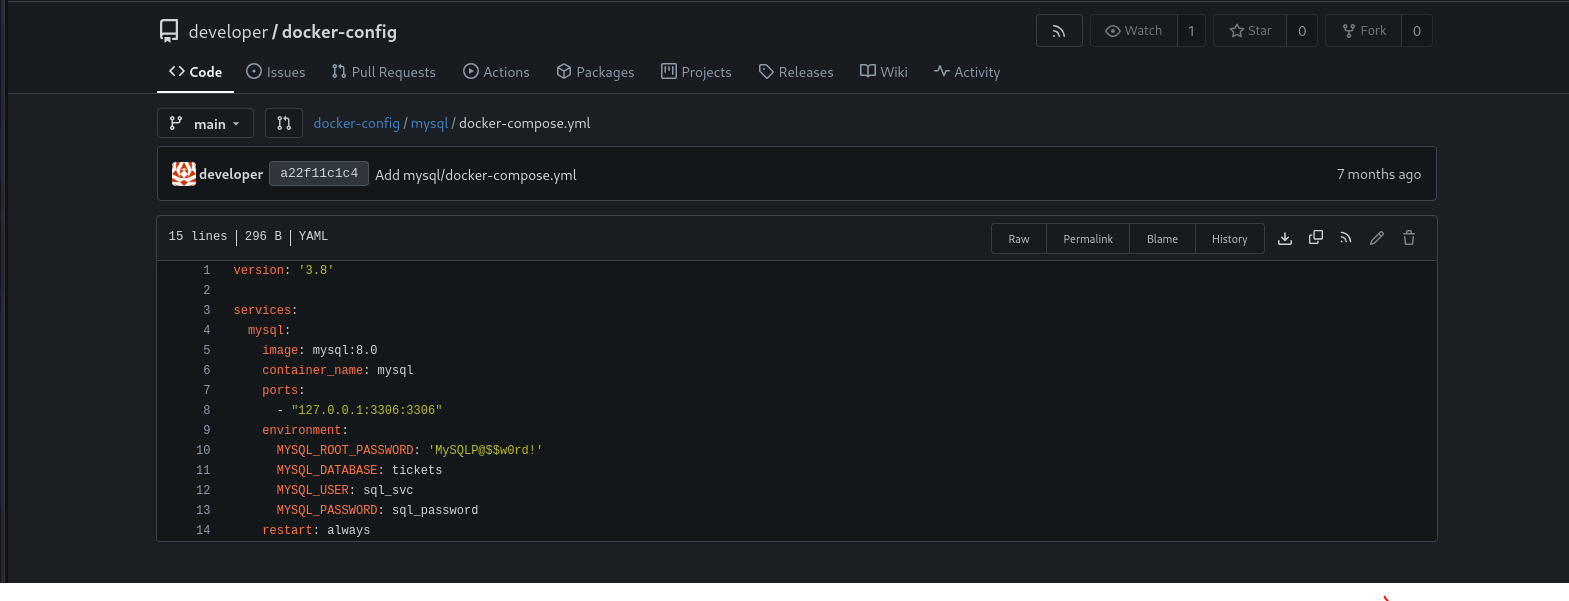 developer / docker-config
Watch 1 Star 0 Fork 0
Code Issues Pull Requests Actions Packages Projects Releases Wiki Activity
main docker-config / mysql / docker-compose.yml
developer a22f11c1c4 Add mysql/docker-compose.yml 7 months ago
15 lines | 296 B | YAML Raw Permalink Blame History
1 version: '3.8'
2
3 services:
4   mysql:
5     image: mysql:8.0
6     container_name: mysql
7     ports:
8       - "127.0.0.1:3306:3306"
9     environment:
10       MYSQL_ROOT_PASSWORD: 'MySQLP@$$w0rd!'
11       MYSQL_DATABASE: tickets
12       MYSQL_USER: sql_svc
13       MYSQL_PASSWORD: sql_password
14     restart: always